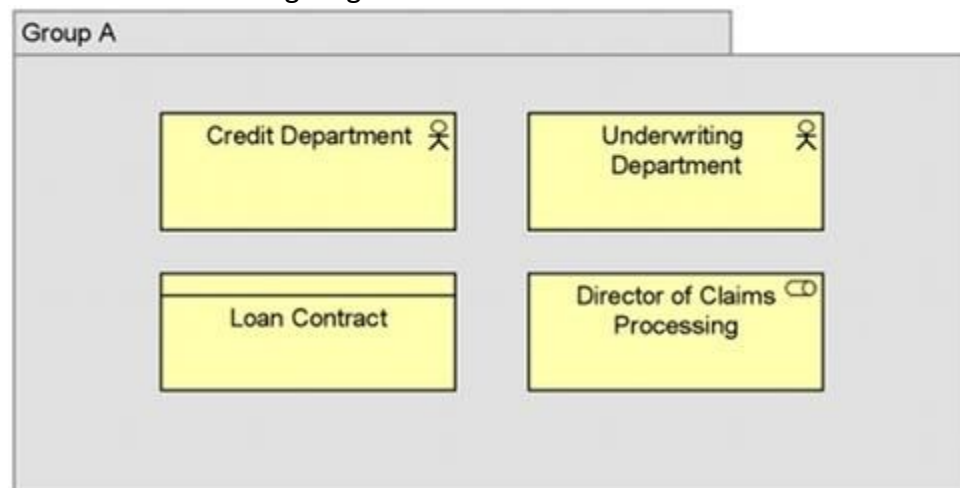 Group A
Credit Department
Underwriting
Department
Loan Contract
Director of Claims
Processing